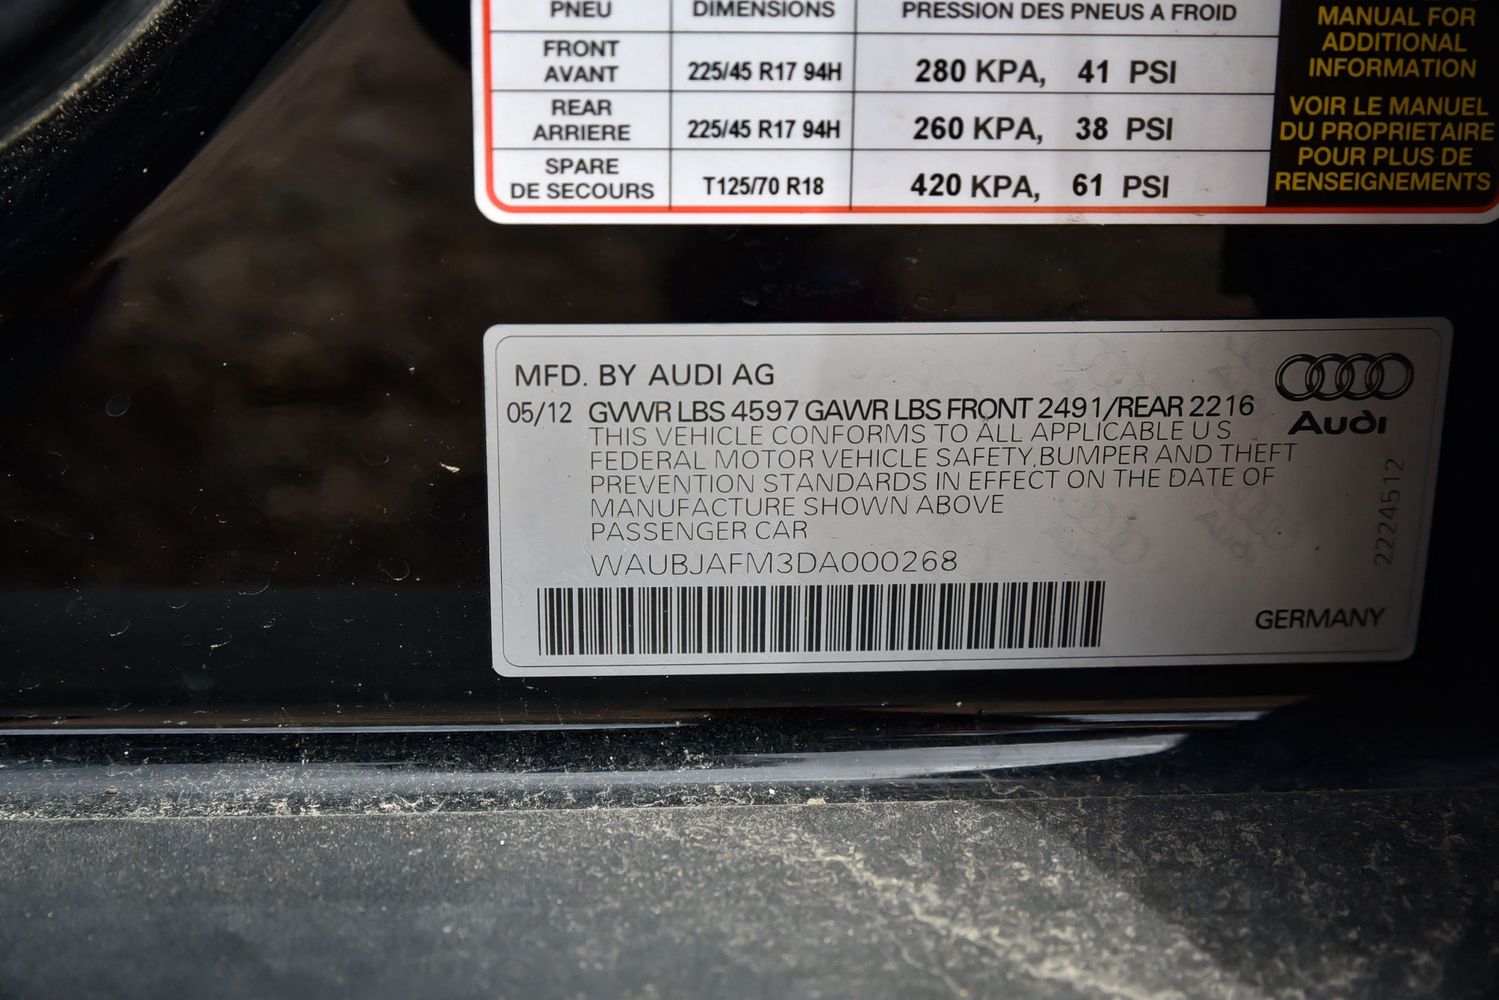 PNEU DIMENSIONS PRESSION DES PNEUS A FROID
FRONT
AVANT
225/45 R17 94H
280 KPA, 41 PSI
REAR
ARRIERE
225/45 R17 94H
260 KPA, 38 PSI
SPARE
DE SECOURS
T125/70 R18
420 KPA, 61 PSI
MANUAL FOR
ADDITIONAL
INFORMATION
VOIR LE MANUEL
DU PROPRIETAIRE
POUR PLUS DE
RENSEIGNEMENTS
MFD. BY AUDI AG
05/12 GVWR LBS 4597 GAWR LBS FRONT 2491/REAR 2216
THIS VEHICLE CONFORMS TO ALL APPLICABLE U S
FEDERAL MOTOR VEHICLE SAFETY,BUMPER AND THEFT
PREVENTION STANDARDS IN EFFECT ON THE DATE OF
MANUFACTURE SHOWN ABOVE
PASSENGER CAR
WAUBJAFM3DA000268
Audi
2224512
GERMANY